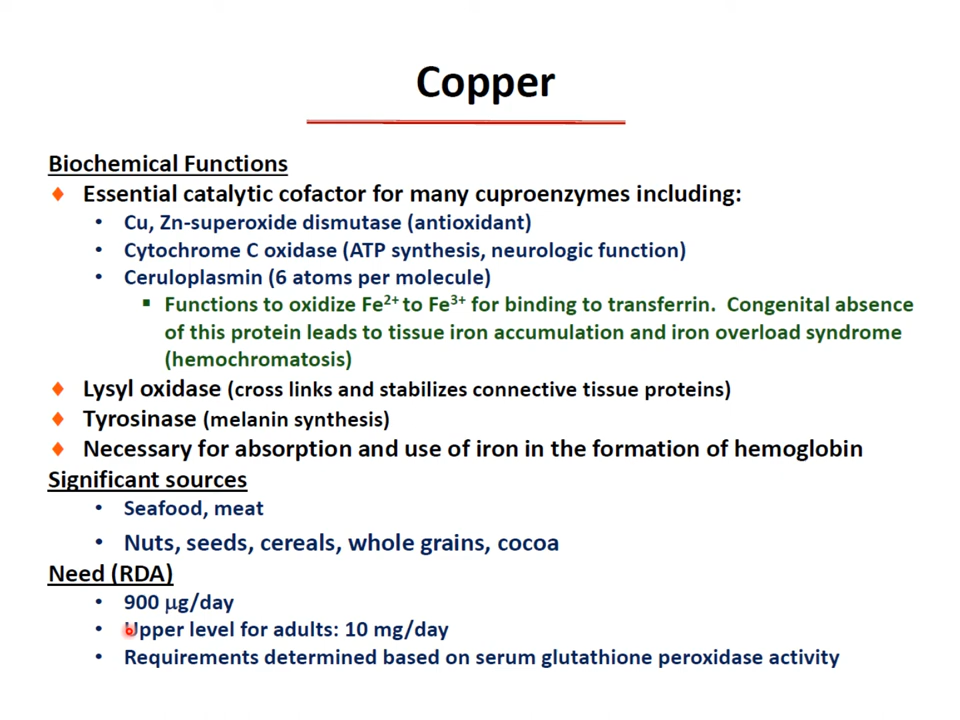 Copper
Biochemical Functions
♦ Essential catalytic cofactor for many cuproenzymes including:
• Cu, Zn-superoxide dismutase (antioxidant)
• Cytochrome C oxidase (ATP synthesis, neurologic function)
• Ceruloplasmin (6 atoms per molecule)
▪ Functions to oxidize Fe²⁺ to Fe³⁺ for binding to transferrin. Congenital absence
of this protein leads to tissue iron accumulation and iron overload syndrome
(hemochromatosis)
♦ Lysyl oxidase (cross links and stabilizes connective tissue proteins)
♦ Tyrosinase (melanin synthesis)
♦ Necessary for absorption and use of iron in the formation of hemoglobin
Significant sources
• Seafood, meat
• Nuts, seeds, cereals, whole grains, cocoa
Need (RDA)
• 900 μg/day
• Upper level for adults: 10 mg/day
• Requirements determined based on serum glutathione peroxidase activity